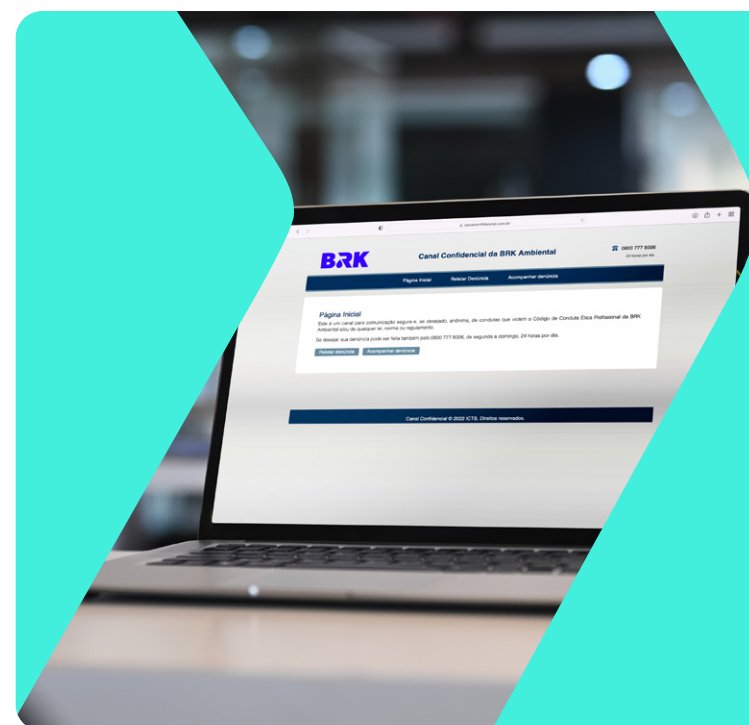 canalconfidencial.com.br
BRK
Canal Confidencial da BRK Ambiental
0800 777 8006
24 horas por dia
Página Inicial Relatar Denúncia Acompanhar denúncia
Página Inicial
Este é um canal para comunicação segura e, se desejado, anônima, de condutas que violem o Código de Conduta Ética Profissional da BRK
Ambiental e/ou de qualquer lei, norma ou regulamento.
Se desejar, sua denúncia pode ser feita também pelo 0800 777 8006, de segunda a domingo, 24 horas por dia.
Relatar denúncia Acompanhar denúncia
Canal Confidencial © 2022 ICTS. Direitos reservados.